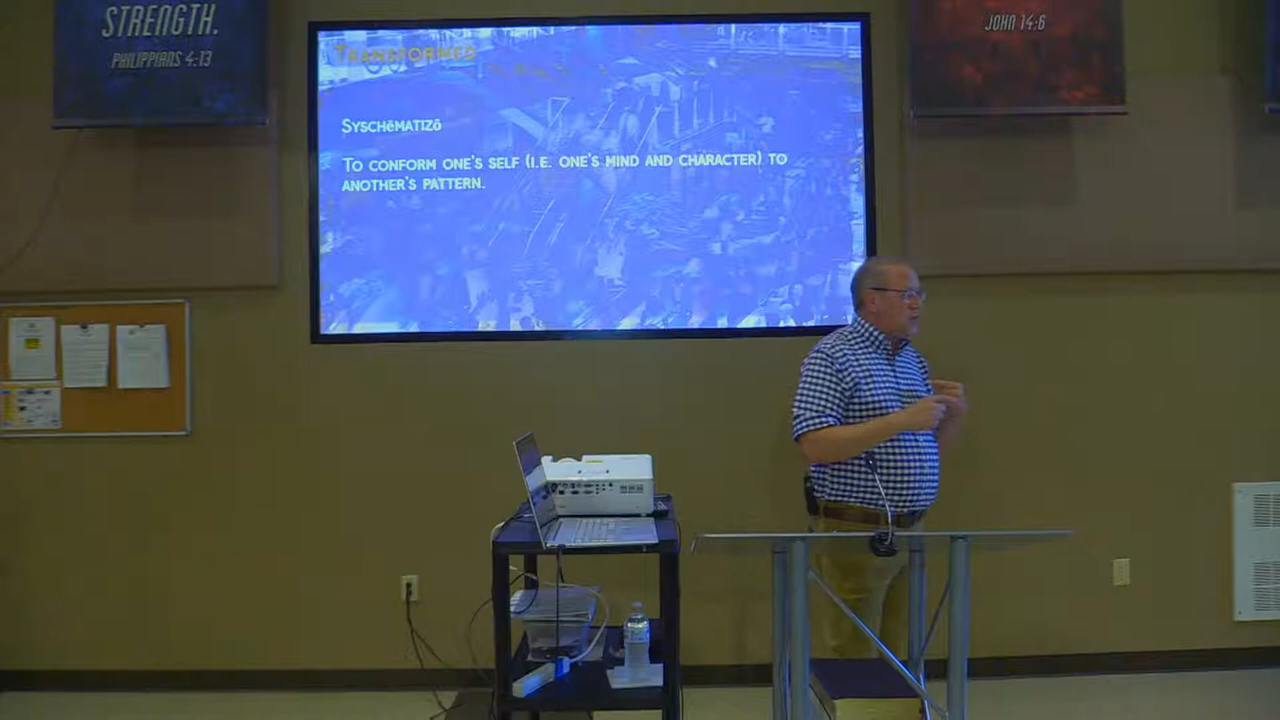 STRENGTH.
PHILIPPIANS 4:13
JOHN 14:6
TRANSFORMED
SYSCHĒMATIZŌ
TO CONFORM ONE'S SELF (I.E. ONE'S MIND AND CHARACTER) TO
ANOTHER'S PATTERN.